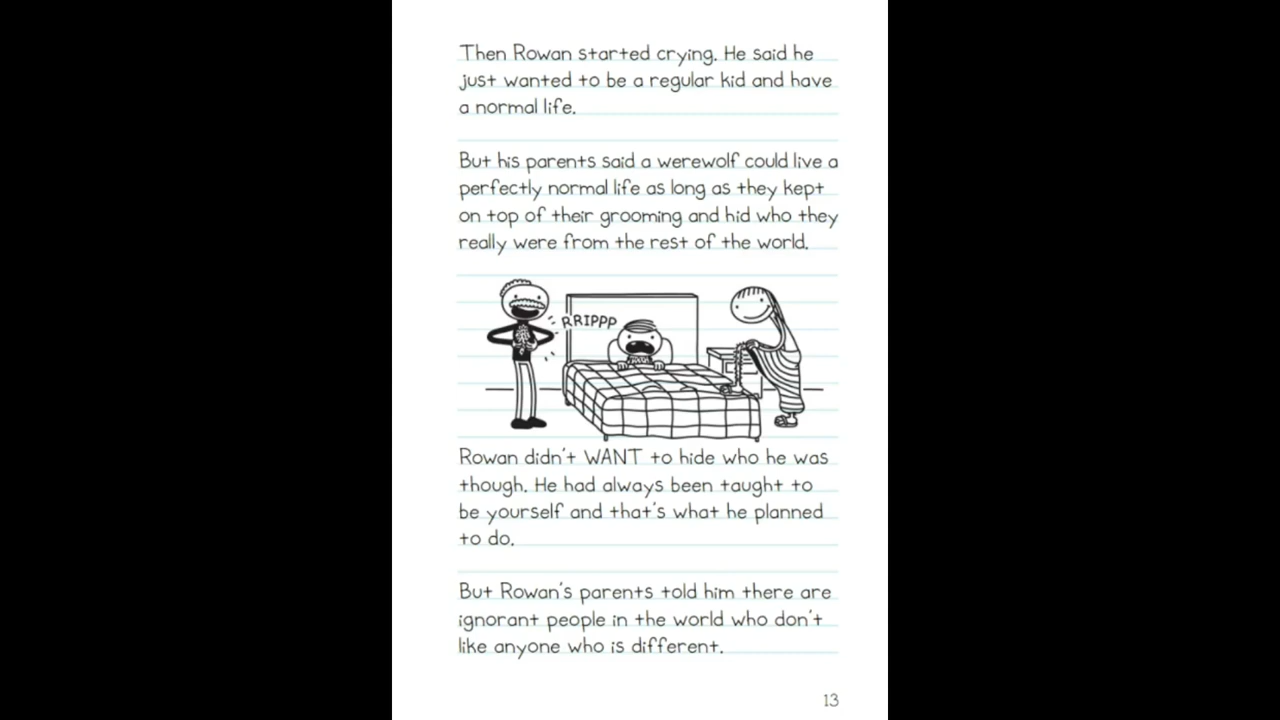 Then Rowan started crying. He said he
just wanted to be a regular kid and have
a normal life.
But his parents said a werewolf could live a
perfectly normal life as long as they kept
on top of their grooming and hid who they
really were from the rest of the world.
RRIPPP
Rowan didn't WANT to hide who he was
though. He had always been taught to
be yourself and that's what he planned
to do.
But Rowan's parents told him there are
ignorant people in the world who don't
like anyone who is different.
13